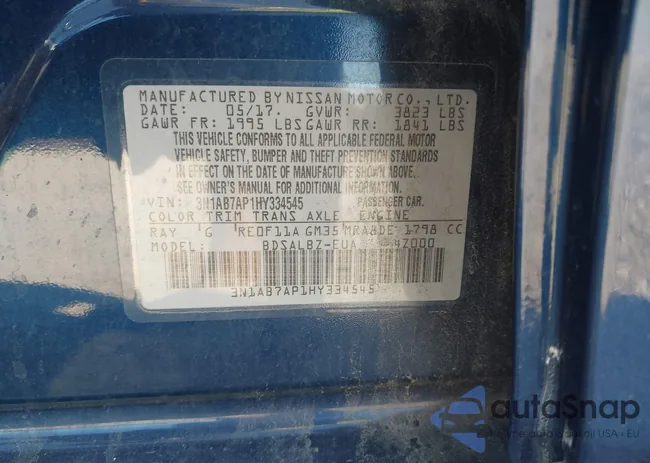 MANUFACTURED BY NISSAN MOTOR CO., LTD.
DATE: 05/17. GVWR: 3823 LBS
GAWR FR: 1995 LBS GAWR RR: 1841 LBS
THIS VEHICLE CONFORMS TO ALL APPLICABLE FEDERAL MOTOR
VEHICLE SAFETY, BUMPER AND THEFT PREVENTION STANDARDS
IN EFFECT ON THE DATE OF MANUFACTURE SHOWN ABOVE.
SEE OWNER'S MANUAL FOR ADDITIONAL INFORMATION.
VIN: 3N1AB7AP1HY334545 PASSENGER CAR.
COLOR TRIM TRANS AXLE ENGINE
RAY G RE0F11A GM35 MRA8DE 1798 CC
MODEL: BDSALBZ-EUA 4Z000
3N1AB7AP1HY334545
autoSnap
USA i EU